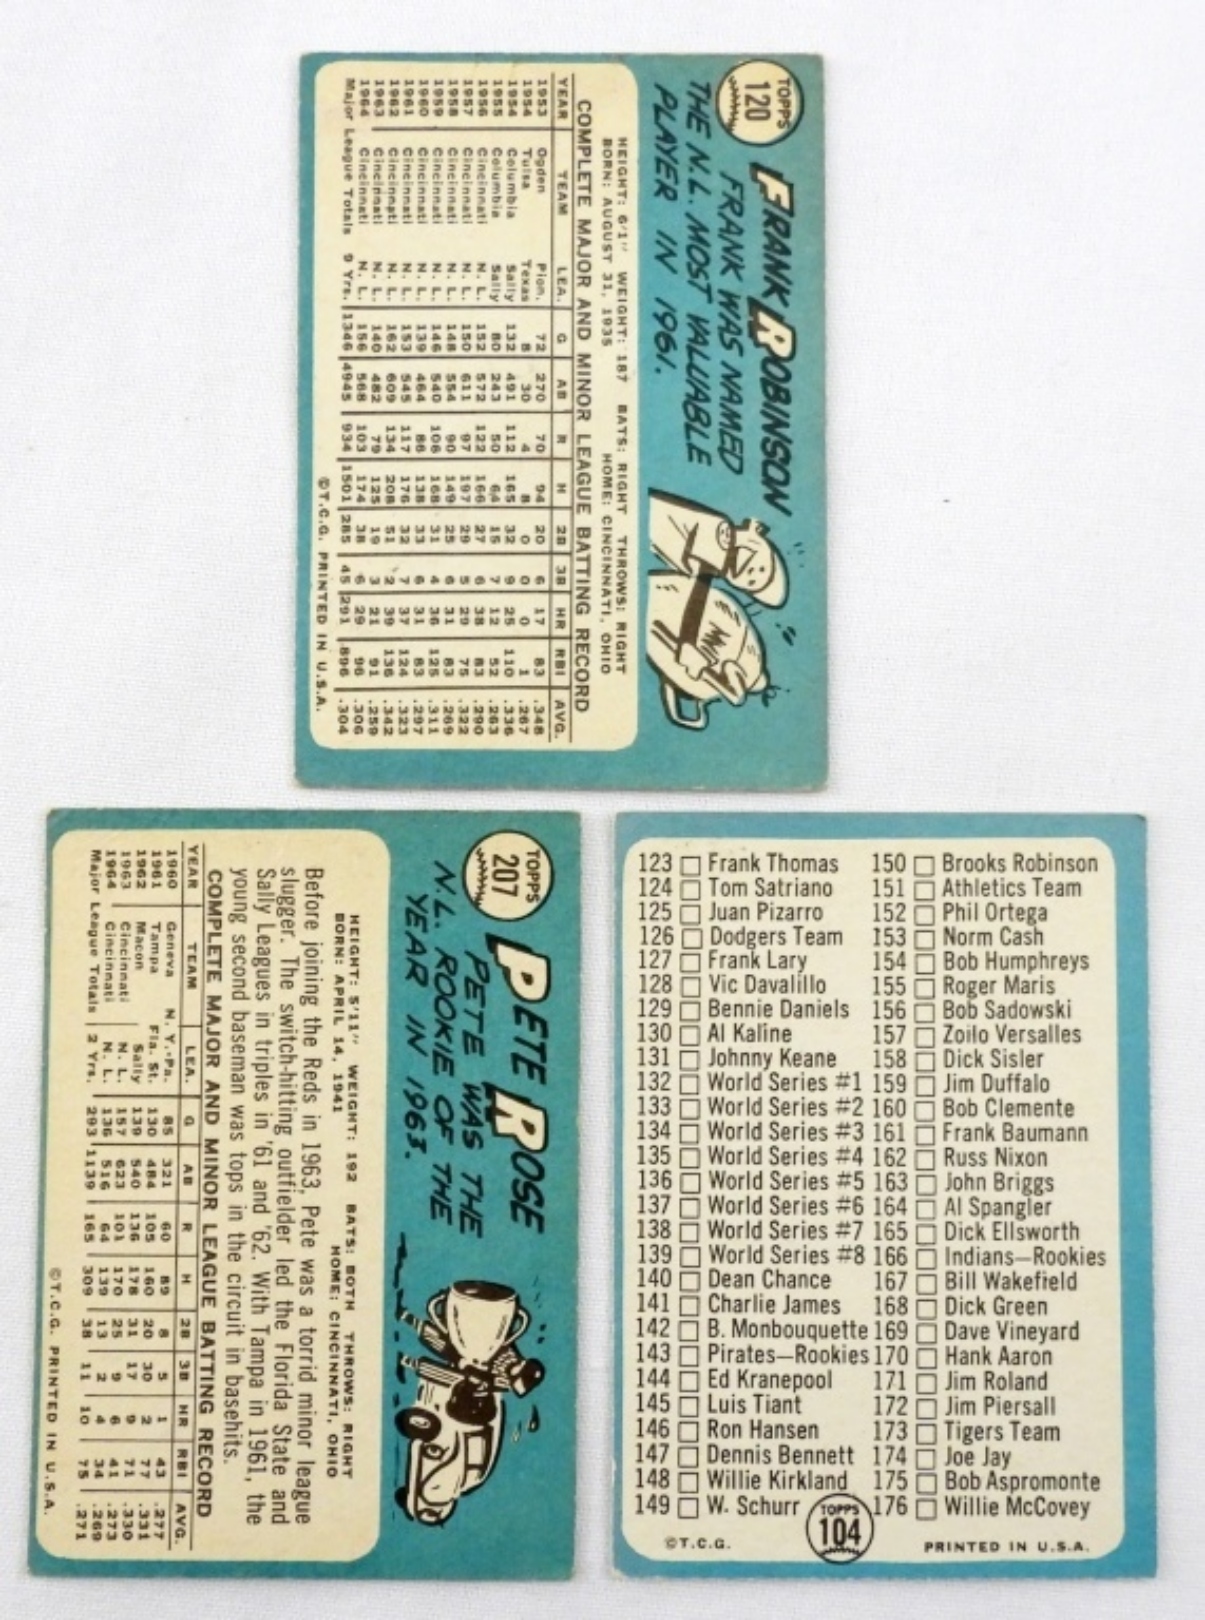 TOPPS
120
FRANK ROBINSON
FRANK WAS NAMED
THE N.L. MOST VALUABLE
PLAYER IN 1961.
HEIGHT: 6'1" WEIGHT: 187 BATS: RIGHT THROWS: RIGHT
BORN: AUGUST 31, 1935 HOME: CINCINNATI, OHIO
COMPLETE MAJOR AND MINOR LEAGUE BATTING RECORD
YEAR TEAM LEA. G AB R H 2B 3B HR RBI AVG.
1953 Ogden Pion. 72 270 70 94 20 6 17 83 .348
1954 Tulsa Texas 8 30 4 8 0 0 0 1 .267
1954 Columbia Sally 132 491 112 165 32 9 25 110 .336
1955 Columbia Sally 80 243 50 64 15 7 12 52 .263
1956 Cincinnati N. L. 152 572 122 166 27 6 38 83 .290
1957 Cincinnati N. L. 150 611 97 197 29 5 29 75 .322
1958 Cincinnati N. L. 148 554 90 149 25 6 31 83 .269
1959 Cincinnati N. L. 146 540 106 168 31 4 36 125 .311
1960 Cincinnati N. L. 139 464 86 138 33 6 31 83 .297
1961 Cincinnati N. L. 153 545 117 176 32 7 37 124 .323
1962 Cincinnati N. L. 162 609 134 208 51 2 39 136 .342
1963 Cincinnati N. L. 140 482 79 125 19 3 21 91 .259
1964 Cincinnati N. L. 156 568 103 174 38 6 29 96 .306
Major League Totals 9 Yrs. 1346 4945 934 1501 285 45 291 896 .304
©T.C.G. PRINTED IN U.S.A.
TOPPS
207
PETE ROSE
PETE WAS THE
N.L. ROOKIE OF THE
YEAR IN 1963.
HEIGHT: 5'11" WEIGHT: 192 BATS: BOTH THROWS: RIGHT
BORN: APRIL 14, 1941 HOME: CINCINNATI, OHIO
Before joining the Reds in 1963, Pete was a torrid minor league
slugger. The switch-hitting outfielder led the Florida State and
Sally Leagues in triples in '61 and '62. With Tampa in 1961, the
young second baseman was tops in the circuit in basehits.
COMPLETE MAJOR AND MINOR LEAGUE BATTING RECORD
YEAR TEAM LEA. G AB R H 2B 3B HR RBI AVG.
1960 Geneva N. Y.-Pa. 85 321 60 89 8 5 1 43 .277
1961 Tampa Fla. St. 130 484 105 160 20 30 2 77 .331
1962 Macon Sally 139 540 136 178 31 17 9 71 .330
1963 Cincinnati N. L. 157 623 101 170 25 9 6 41 .273
1964 Cincinnati N. L. 136 516 64 139 13 2 4 34 .269
Major League Totals 2 Yrs. 293 1139 165 309 38 11 10 75 .271
©T.C.G. PRINTED IN U.S.A.
123 Frank Thomas 150 Brooks Robinson
124 Tom Satriano 151 Athletics Team
125 Juan Pizarro 152 Phil Ortega
126 Dodgers Team 153 Norm Cash
127 Frank Lary 154 Bob Humphreys
128 Vic Davalillo 155 Roger Maris
129 Bennie Daniels 156 Bob Sadowski
130 Al Kaline 157 Zoilo Versalles
131 Johnny Keane 158 Dick Sisler
132 World Series #1 159 Jim Duffalo
133 World Series #2 160 Bob Clemente
134 World Series #3 161 Frank Baumann
135 World Series #4 162 Russ Nixon
136 World Series #5 163 John Briggs
137 World Series #6 164 Al Spangler
138 World Series #7 165 Dick Ellsworth
139 World Series #8 166 Indians—Rookies
140 Dean Chance 167 Bill Wakefield
141 Charlie James 168 Dick Green
142 B. Monbouquette 169 Dave Vineyard
143 Pirates—Rookies 170 Hank Aaron
144 Ed Kranepool 171 Jim Roland
145 Luis Tiant 172 Jim Piersall
146 Ron Hansen 173 Tigers Team
147 Dennis Bennett 174 Joe Jay
148 Willie Kirkland 175 Bob Aspromonte
149 W. Schurr 176 Willie McCovey
TOPPS
104
©T.C.G. PRINTED IN U.S.A.